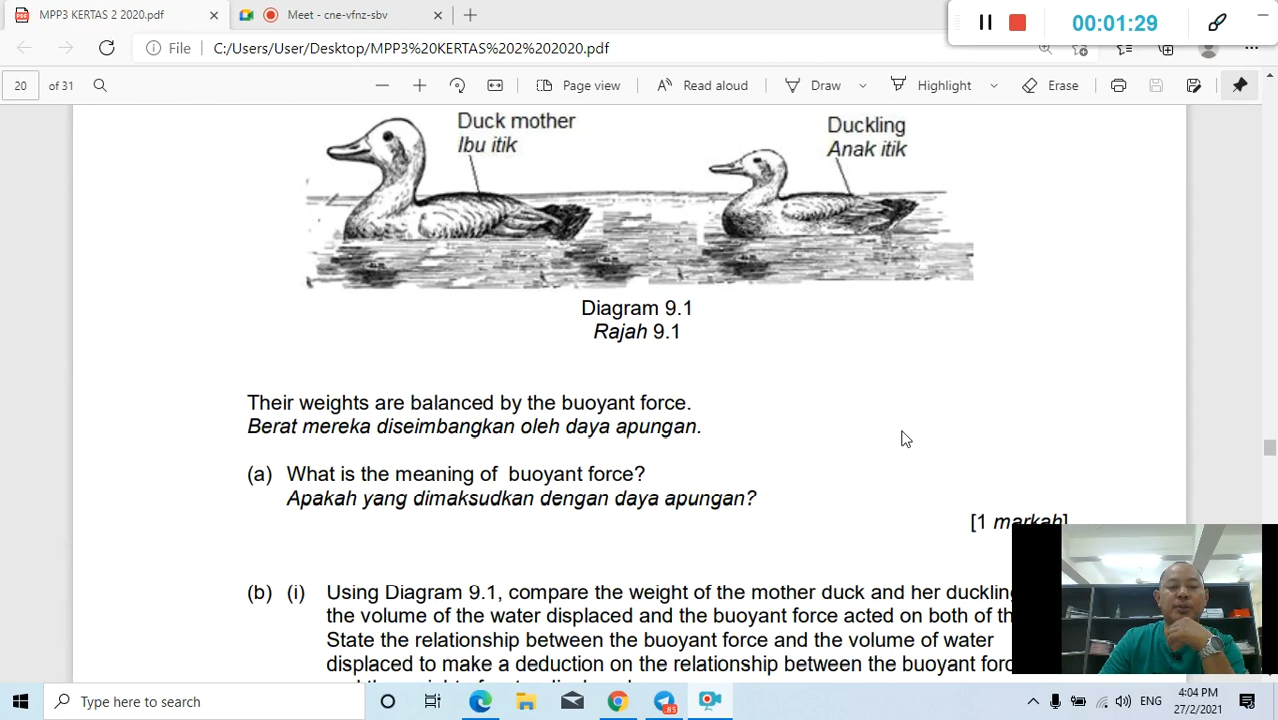 MPP3 KERTAS 2 2020.pdf
Meet - cne-vfnz-sbv
00:01:29
File
C:/Users/User/Desktop/MPP3%20KERTAS%202%202020.pdf
20 of 31
Page view
Read aloud
Draw
Highlight
Erase
Duck mother
Ibu itik
Duckling
Anak itik
Diagram 9.1
Rajah 9.1
Their weights are balanced by the buoyant force.
Berat mereka diseimbangkan oleh daya apungan.
(a) What is the meaning of buoyant force?
Apakah yang dimaksudkan dengan daya apungan?
[1 markah]
(b) (i) Using Diagram 9.1, compare the weight of the mother duck and her duckling
the volume of the water displaced and the buoyant force acted on both of
State the relationship between the buoyant force and the volume of water
displaced to make a deduction on the relationship between the buoyant
Type here to search
85
ENG
4:04 PM
27/2/2021